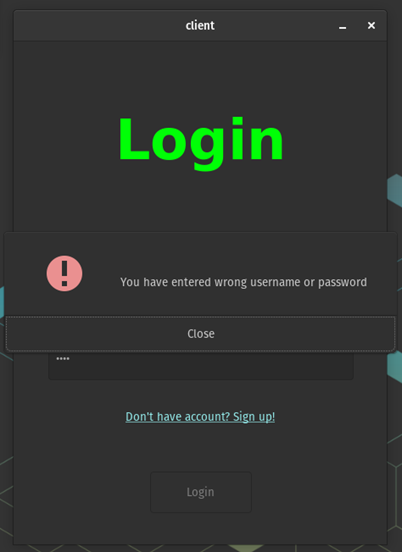 client
Login
You have entered wrong username or password
Close
••••
Don't have account? Sign up!
Login